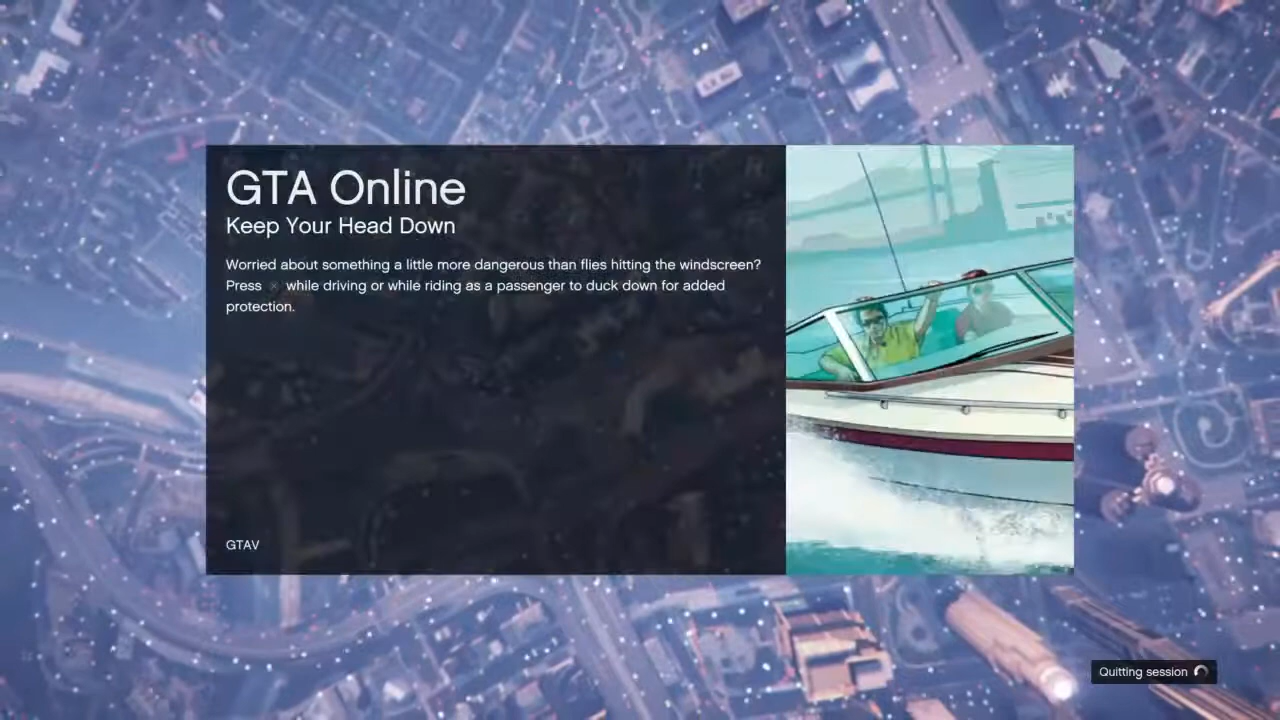 GTA Online
Keep Your Head Down
Worried about something a little more dangerous than flies hitting the windscreen?
Press × while driving or while riding as a passenger to duck down for added
protection.
GTAV
Quitting session